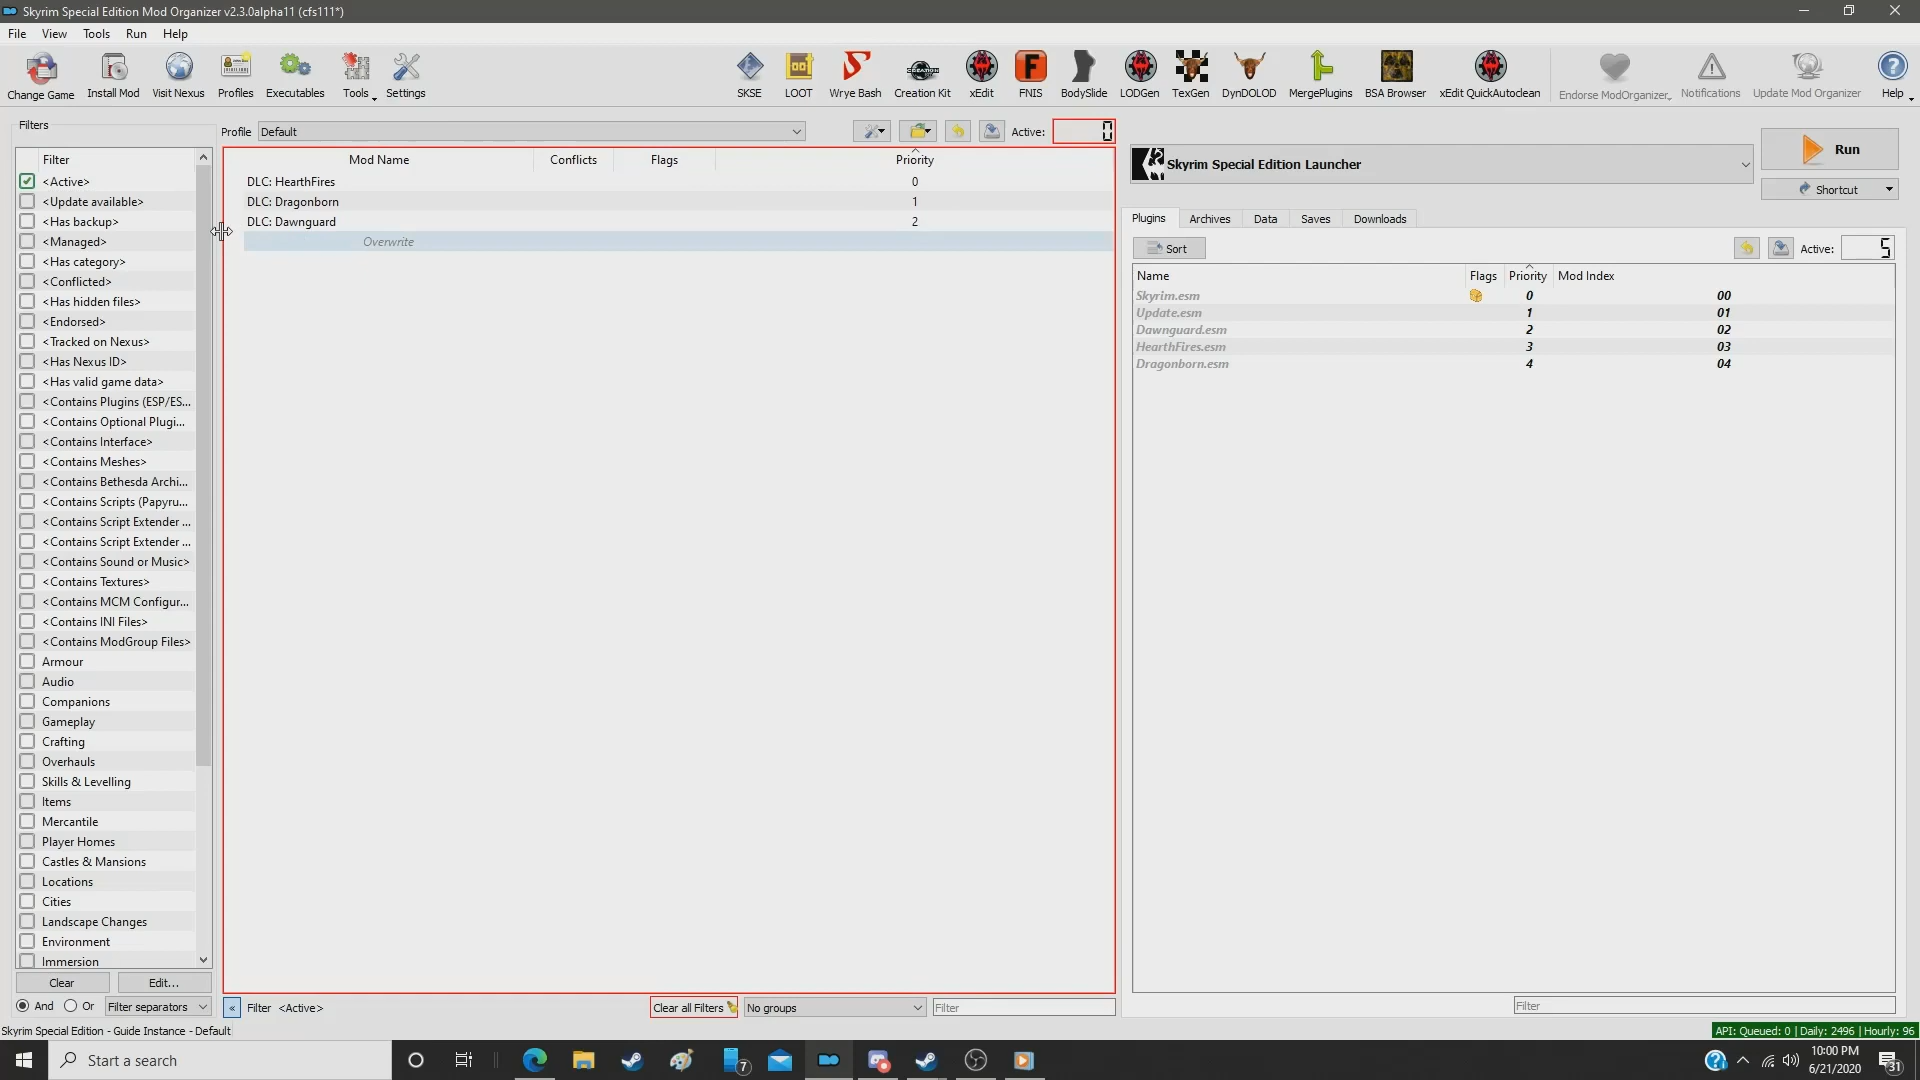 Skyrim Special Edition Mod Organizer v2.3.0alpha11 (cfs111*)
File View Tools Run Help
Change Game Install Mod Visit Nexus Profiles Executables Tools Settings SKSE LOOT Wrye Bash Creation Kit xEdit FNIS BodySlide LODGen TexGen DynDOLOD MergePlugins BSA Browser xEdit QuickAutoclean Endorse ModOrganizer Notifications Update Mod Organizer Help
Filters
Filter
<Active>
<Update available>
<Has backup>
<Managed>
<Has category>
<Conflicted>
<Has hidden files>
<Endorsed>
<Tracked on Nexus>
<Has Nexus ID>
<Has valid game data>
<Contains Plugins (ESP/ES...
<Contains Optional Plugi...
<Contains Interface>
<Contains Meshes>
<Contains Bethesda Archi...
<Contains Scripts (Papyru...
<Contains Script Extender ...
<Contains Script Extender ...
<Contains Sound or Music>
<Contains Textures>
<Contains MCM Configur...
<Contains INI Files>
<Contains ModGroup Files>
Armour
Audio
Companions
Gameplay
Crafting
Overhauls
Skills & Levelling
Items
Mercantile
Player Homes
Castles & Mansions
Locations
Cities
Landscape Changes
Environment
Immersion
Clear Edit...
And Or Filter separators
Profile Default Active: 0
Mod Name Conflicts Flags Priority
DLC: HearthFires 0
DLC: Dragonborn 1
DLC: Dawnguard 2
Overwrite
« Filter <Active> Clear all Filters No groups Filter
Skyrim Special Edition Launcher
Run
Shortcut
Plugins Archives Data Saves Downloads
Sort Active: 5
Name Flags Priority Mod Index
Skyrim.esm 0 00
Update.esm 1 01
Dawnguard.esm 2 02
HearthFires.esm 3 03
Dragonborn.esm 4 04
Filter
Skyrim Special Edition - Guide Instance - Default
API: Queued: 0 | Daily: 2496 | Hourly: 96
Start a search
7
10:00 PM
6/21/2020
31